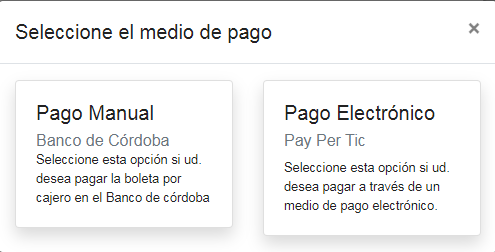 Seleccione el medio de pago ×
Pago Manual
Banco de Córdoba
Seleccione esta opción si ud.
desea pagar la boleta por
cajero en el Banco de córdoba
Pago Electrónico
Pay Per Tic
Seleccione esta opción si ud.
desea pagar a través de un
medio de pago electrónico.